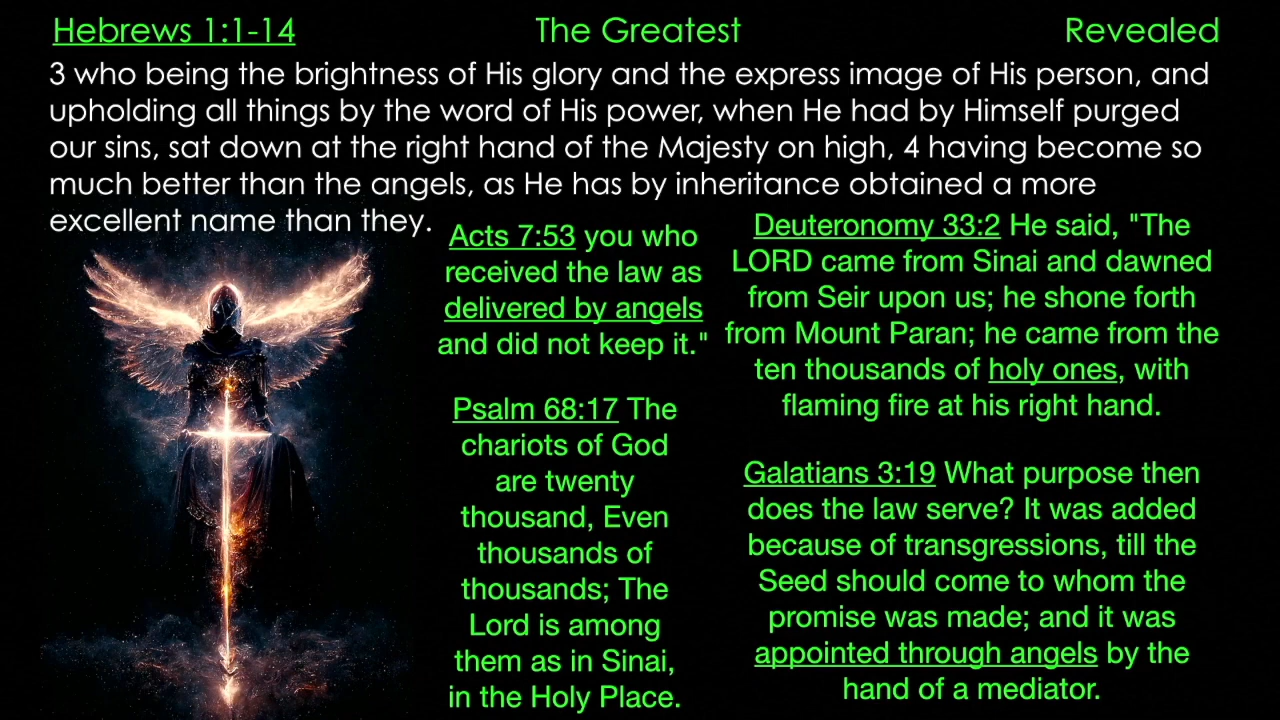 Hebrews 1:1-14 The Greatest Revealed
3 who being the brightness of His glory and the express image of His person, and
upholding all things by the word of His power, when He had by Himself purged
our sins, sat down at the right hand of the Majesty on high, 4 having become so
much better than the angels, as He has by inheritance obtained a more
excellent name than they.
Acts 7:53 you who
received the law as
delivered by angels
and did not keep it."
Psalm 68:17 The
chariots of God
are twenty
thousand, Even
thousands of
thousands; The
Lord is among
them as in Sinai,
in the Holy Place.
Deuteronomy 33:2 He said, "The
LORD came from Sinai and dawned
from Seir upon us; he shone forth
from Mount Paran; he came from the
ten thousands of holy ones, with
flaming fire at his right hand.
Galatians 3:19 What purpose then
does the law serve? It was added
because of transgressions, till the
Seed should come to whom the
promise was made; and it was
appointed through angels by the
hand of a mediator.